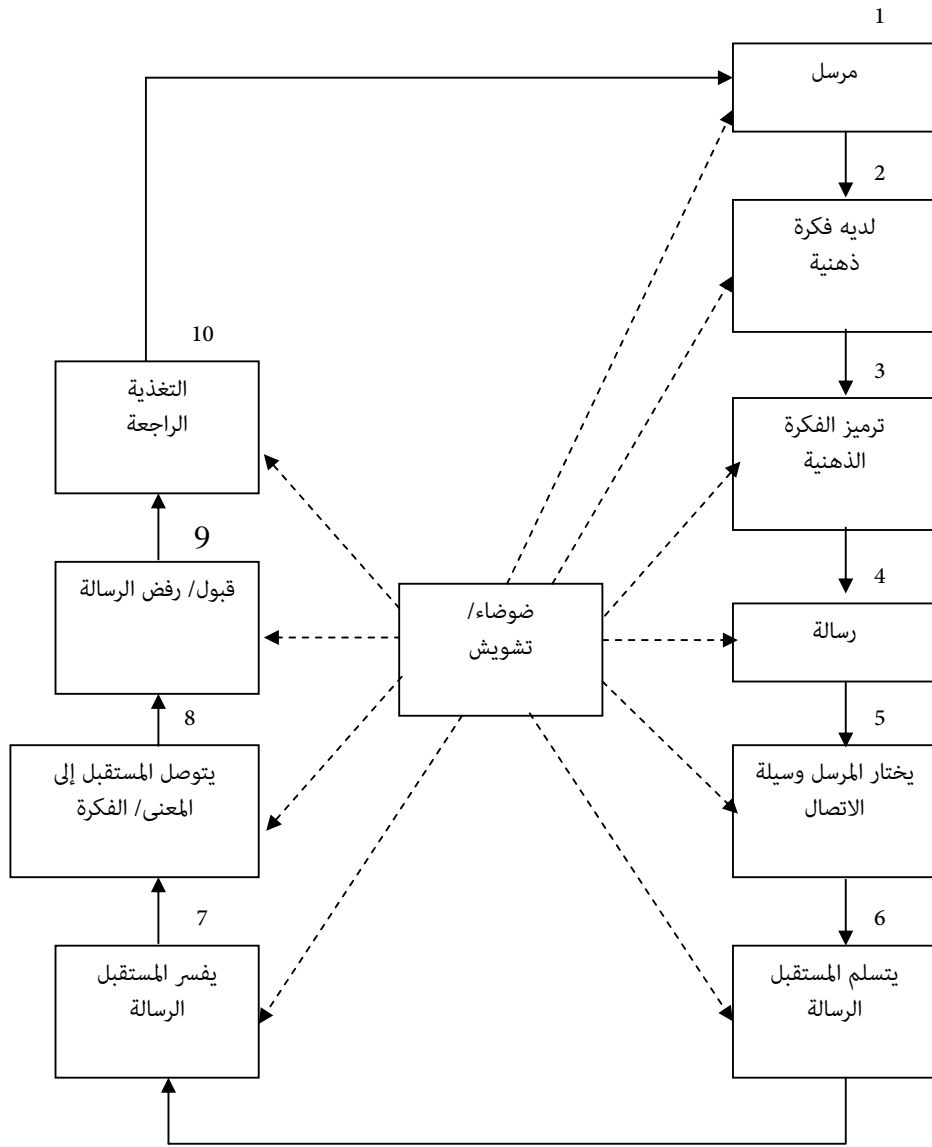 1
مرسل
2
لديه فكرة
ذهنية
3
ترميز الفكرة
الذهنية
4
رسالة
5
يختار المرسل وسيلة
الاتصال
6
يتسلم المستقبل
الرسالة
7
يفسر المستقبل
الرسالة
8
يتوصل المستقبل إلى
المعنى/ الفكرة
9
قبول/ رفض الرسالة
10
التغذية
الراجعة
ضوضاء/
تشويش